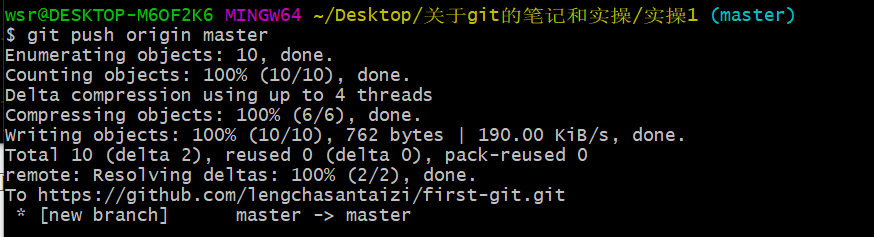 wsr@DESKTOP-M6OF2K6 MINGW64 ~/Desktop/关于git的笔记和实操/实操1 (master)
$ git push origin master
Enumerating objects: 10, done.
Counting objects: 100% (10/10), done.
Delta compression using up to 4 threads
Compressing objects: 100% (6/6), done.
Writing objects: 100% (10/10), 762 bytes | 190.00 KiB/s, done.
Total 10 (delta 2), reused 0 (delta 0), pack-reused 0
remote: Resolving deltas: 100% (2/2), done.
To https://github.com/lengchasantaizi/first-git.git
 * [new branch]      master -> master